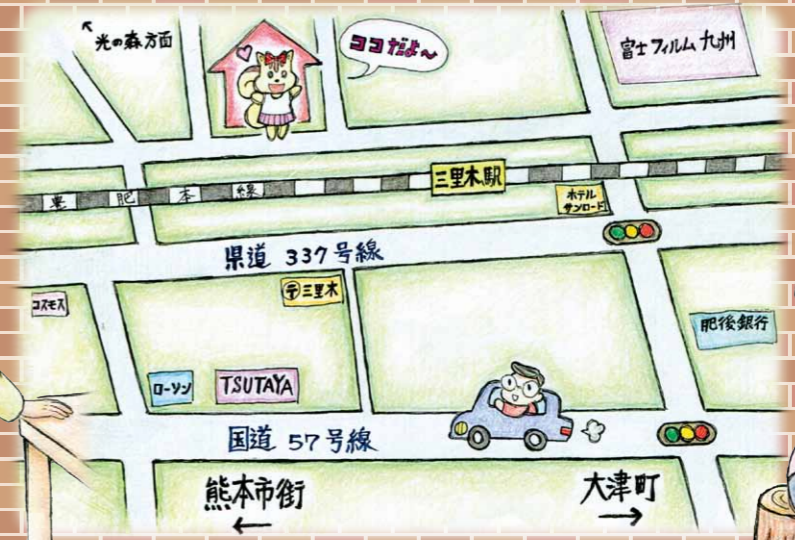 光の森方面
ココだよ～
富士フィルム九州
豊肥本線
三里木駅
ホテル
サンロード
県道 337号線
〒三里木
コスモス
肥後銀行
ローソン
TSUTAYA
国道 57号線
熊本市街
大津町